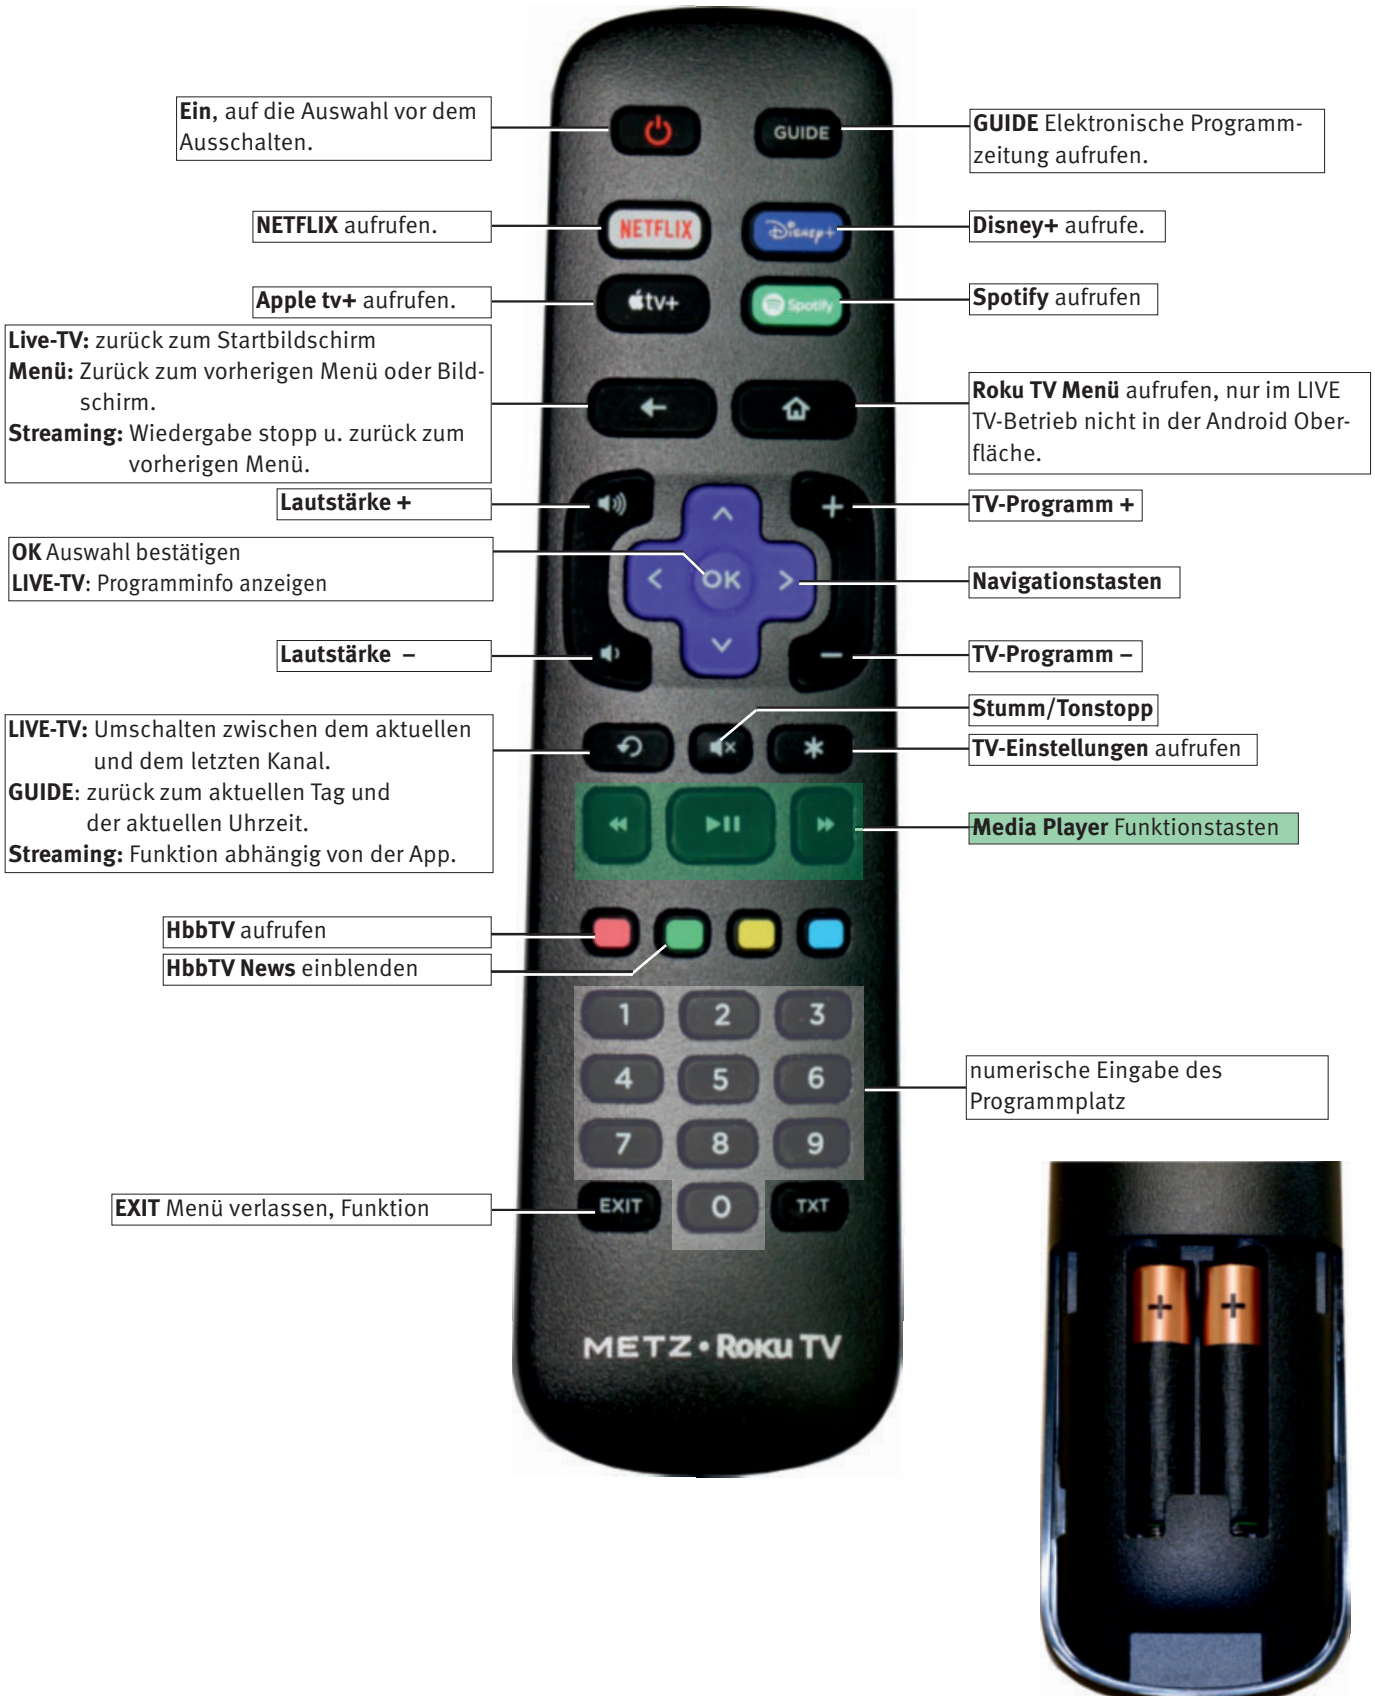 Ein, auf die Auswahl vor dem
Ausschalten.
GUIDE
GUIDE Elektronische Programm-
zeitung aufrufen.
NETFLIX aufrufen.
NETFLIX
Disney+
Disney+ aufrufe.
Apple tv+ aufrufen.
tv+
Spotify
Spotify aufrufen
Live-TV: zurück zum Startbildschirm
Menü: Zurück zum vorherigen Menü oder Bild-
schirm.
Streaming: Wiedergabe stopp u. zurück zum
vorherigen Menü.
Roku TV Menü aufrufen, nur im LIVE
TV-Betrieb nicht in der Android Ober-
fläche.
Lautstärke +
+
TV-Programm +
OK Auswahl bestätigen
LIVE-TV: Programminfo anzeigen
OK
Navigationstasten
Lautstärke –
–
TV-Programm –
Stumm/Tonstopp
LIVE-TV: Umschalten zwischen dem aktuellen
und dem letzten Kanal.
GUIDE: zurück zum aktuellen Tag und
der aktuellen Uhrzeit.
Streaming: Funktion abhängig von der App.
*
TV-Einstellungen aufrufen
Media Player Funktionstasten
HbbTV aufrufen
HbbTV News einblenden
1 2 3
4 5 6
7 8 9
numerische Eingabe des
Programmplatz
EXIT Menü verlassen, Funktion
EXIT 0 TXT
METZ • Roku TV
+ +